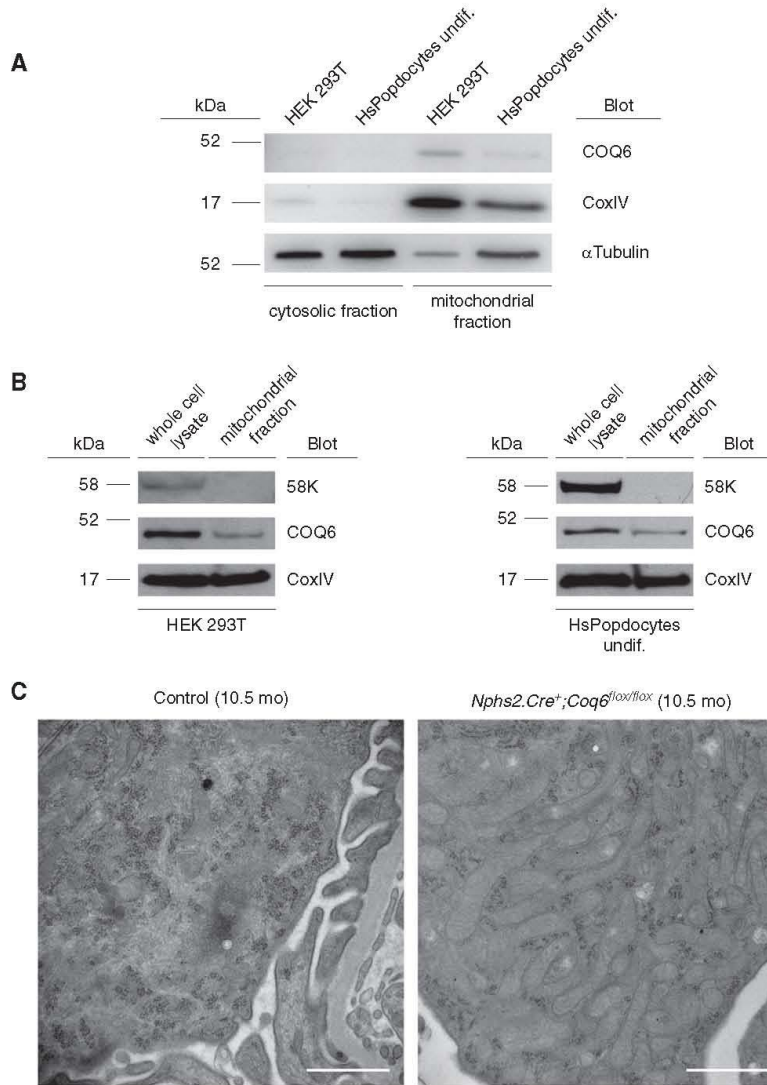 A
HEK 293T
HsPopdocytes undif.
HEK 293T
HsPopdocytes undif.
kDa
Blot
52
COQ6
17
CoxIV
52
αTubulin
cytosolic fraction
mitochondrial
fraction
B
kDa
whole cell
lysate
mitochondrial
fraction
Blot
58
58K
52
COQ6
17
CoxIV
HEK 293T
kDa
whole cell
lysate
mitochondrial
fraction
Blot
58
58K
52
COQ6
17
CoxIV
HsPopdocytes
undif.
C
Control (10.5 mo)
Nphs2.Cre⁺;Coq6^flox/flox (10.5 mo)